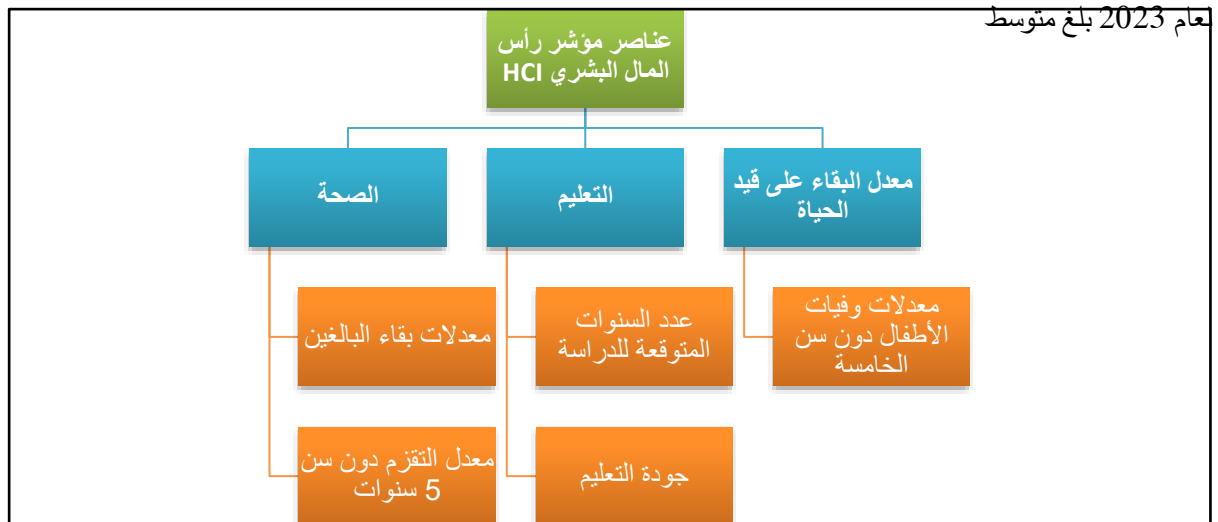 لعام 2023 بلغ متوسط
عناصر مؤشر رأس
المال البشري HCI
معدل البقاء على قيد
الحياة
التعليم
الصحة
معدلات وفيات
الأطفال دون سن
الخامسة
عدد السنوات
المتوقعة للدراسة
معدلات بقاء البالغين
جودة التعليم
معدل التقزم دون سن
5 سنوات